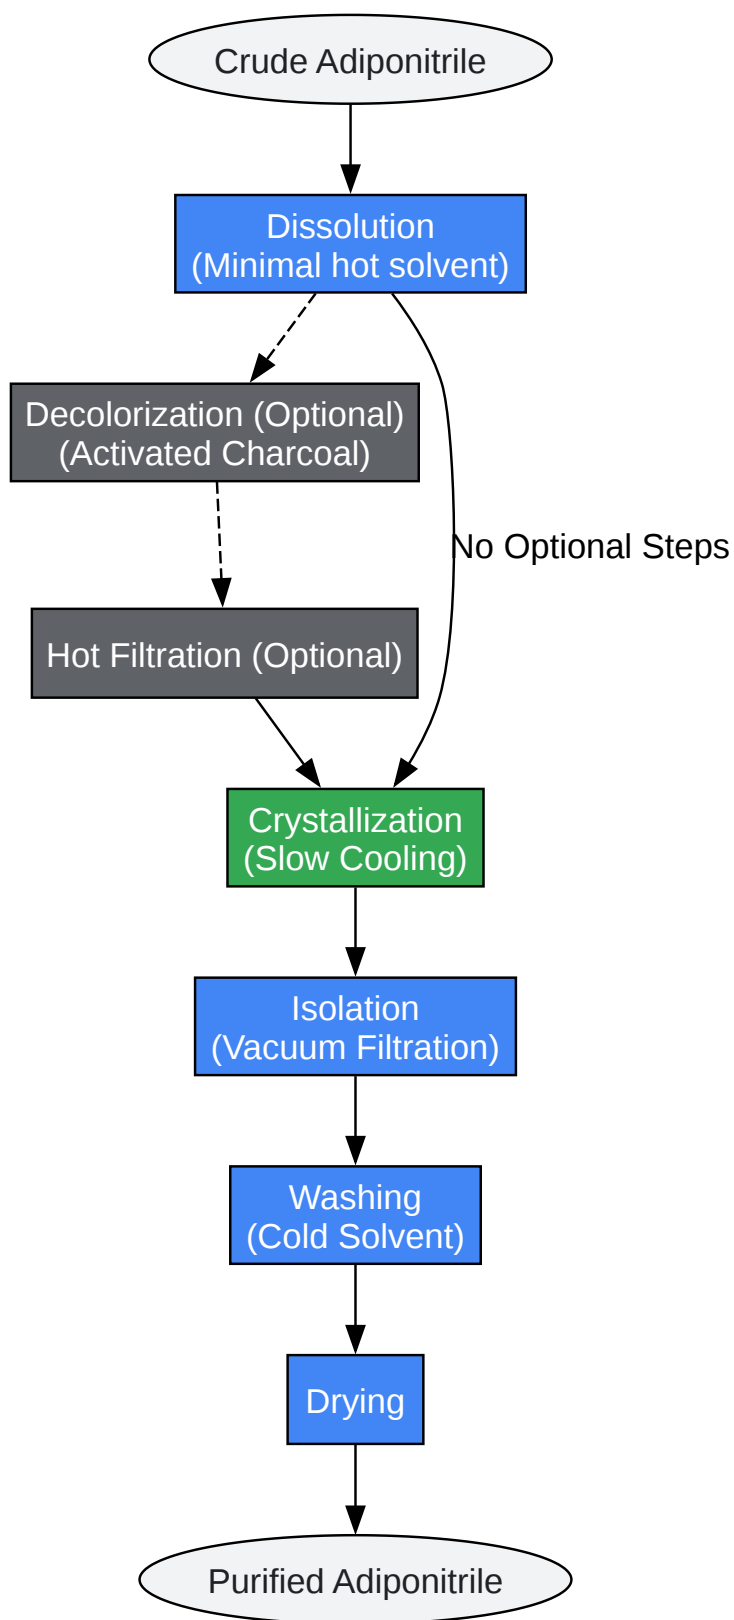 Crude Adiponitrile
Dissolution
(Minimal hot solvent)
Decolorization (Optional)
(Activated Charcoal)
No Optional Steps
Hot Filtration (Optional)
Crystallization
(Slow Cooling)
Isolation
(Vacuum Filtration)
Washing
(Cold Solvent)
Drying
Purified Adiponitrile